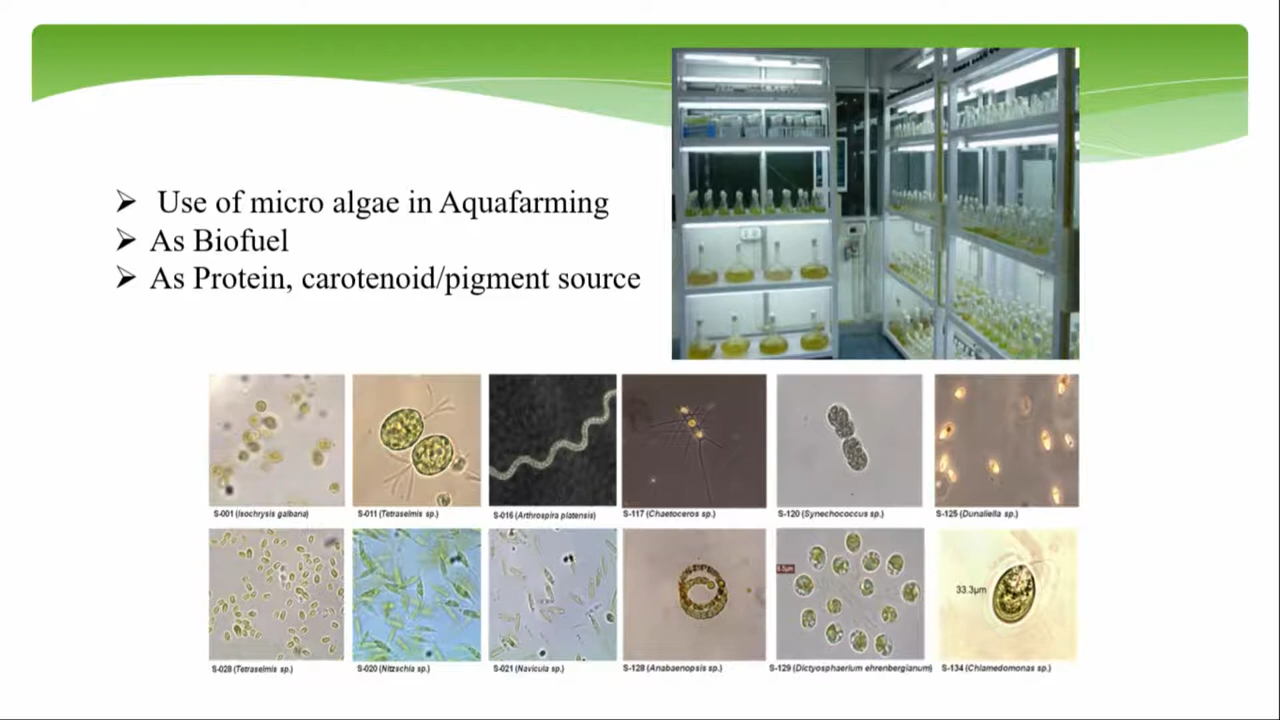 Use of micro algae in Aquafarming
As Biofuel
As Protein, carotenoid/pigment source
S-001 (Isochrysis galbana)
S-011 (Tetraselmis sp.)
S-016 (Arthrospira platensis)
S-117 (Chaetoceros sp.)
S-120 (Synechococcus sp.)
S-125 (Dunaliella sp.)
33.3µm
S-028 (Tetraselmis sp.)
S-020 (Nitzschia sp.)
S-021 (Navicula sp.)
S-128 (Anabaenopsis sp.)
S-129 (Dictyosphaerium ehrenbergianum)
S-134 (Chlamedomonas sp.)